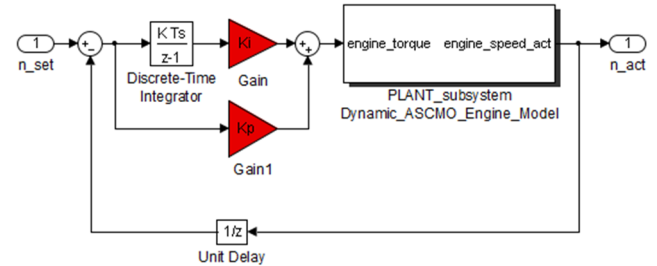 1
n_set
+
-
K Ts
z-1
Discrete-Time
Integrator
Ki
Gain
+
+
engine_torque
engine_speed_act
PLANT_subsystem
Dynamic_ASCMO_Engine_Model
1
n_act
Kp
Gain1
1/z
Unit Delay